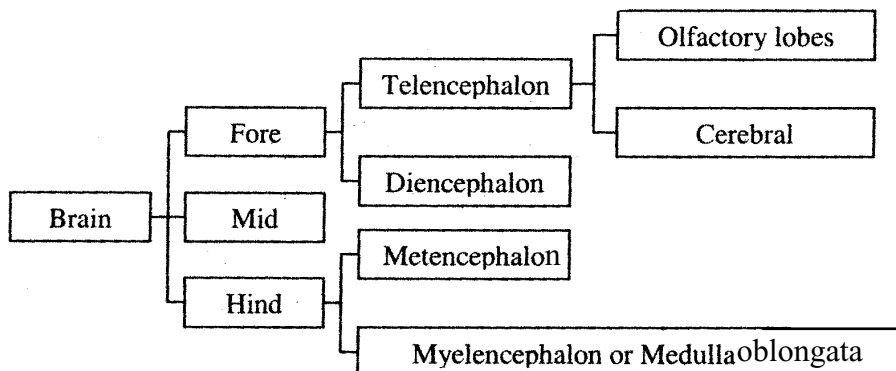 Olfactory lobes
Telencephalon
Fore
Cerebral
Diencephalon
Brain
Mid
Metencephalon
Hind
Myelencephalon or Medulla oblongata